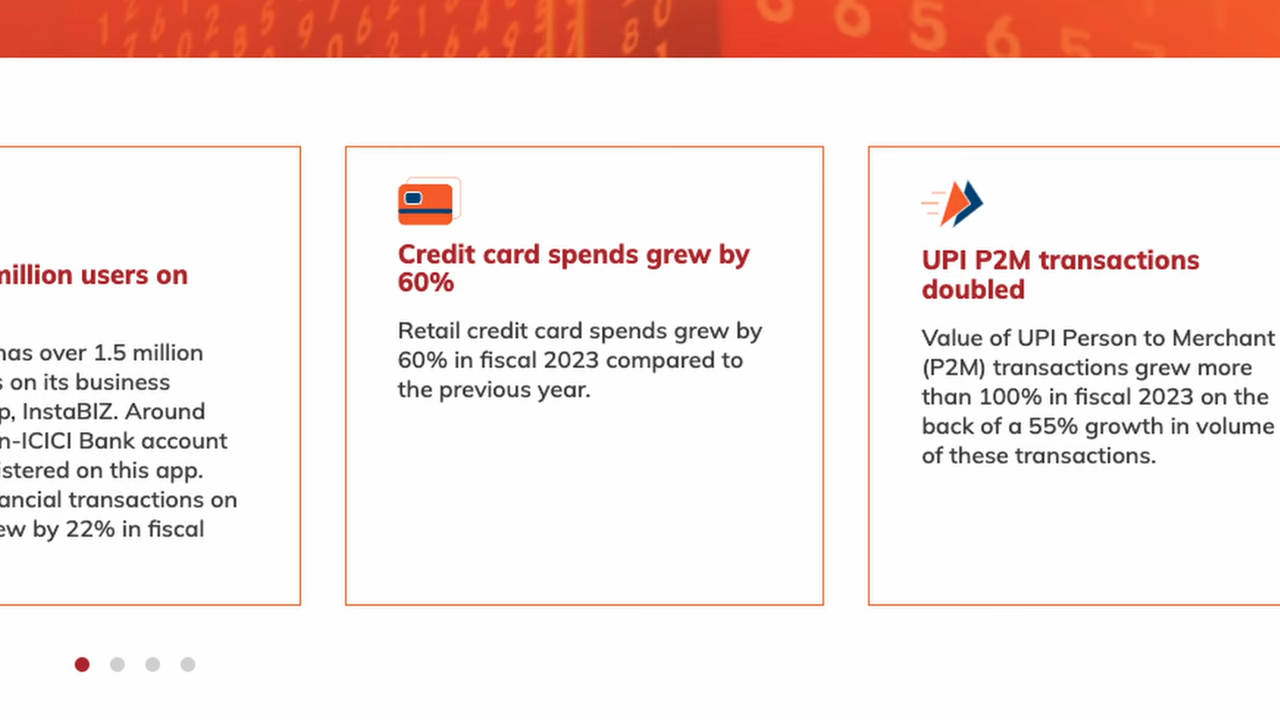 million users on
has over 1.5 million
s on its business
p, InstaBIZ. Around
n-ICICI Bank account
istered on this app.
ancial transactions on
ew by 22% in fiscal
Credit card spends grew by
60%
Retail credit card spends grew by
60% in fiscal 2023 compared to
the previous year.
UPI P2M transactions
doubled
Value of UPI Person to Merchant
(P2M) transactions grew more
than 100% in fiscal 2023 on the
back of a 55% growth in volume
of these transactions.